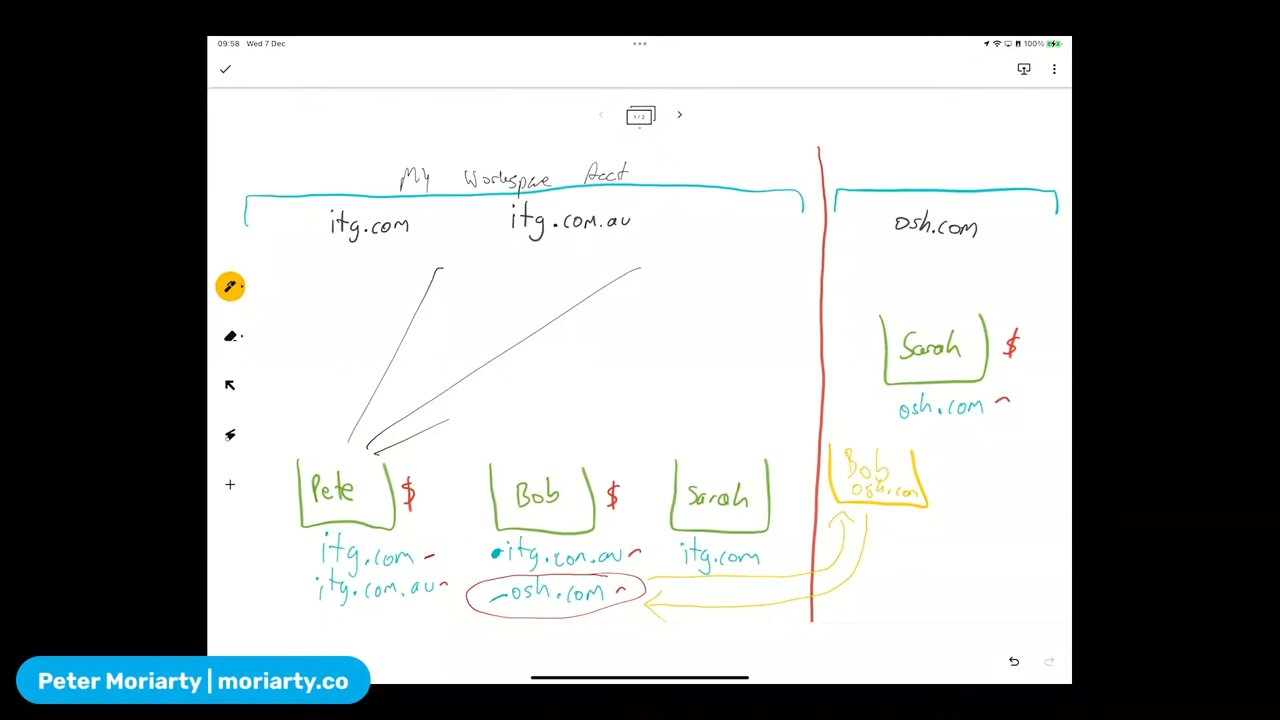 09:58 Wed 7 Dec
100%
1/2
My Workspace Acct
itg.com
itg.com.au
osh.com
Sarah $
osh.com
Pete $
Bob $
Sarah
Bob
osh.com
itg.com
itg.com.au
itg.com.au
osh.com
itg.com
Peter Moriarty | moriarty.co